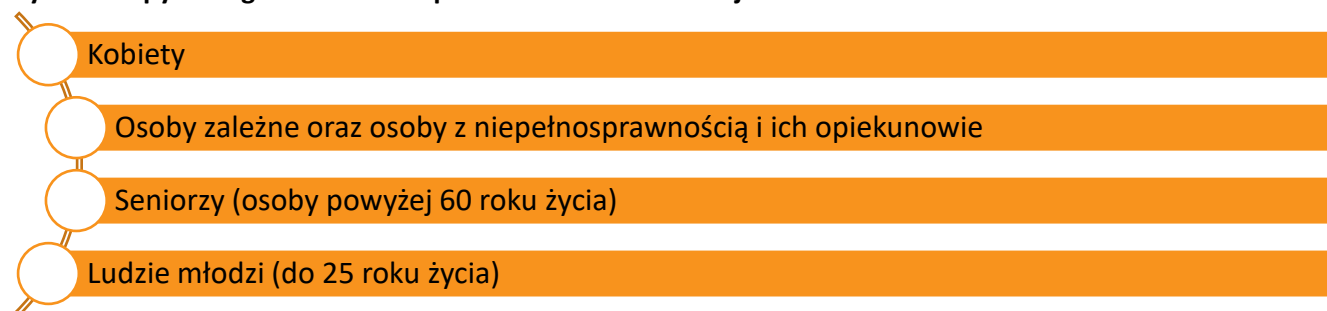 Kobiety
Osoby zależne oraz osoby z niepełnosprawnością i ich opiekunowie
Seniorzy (osoby powyżej 60 roku życia)
Ludzie młodzi (do 25 roku życia)